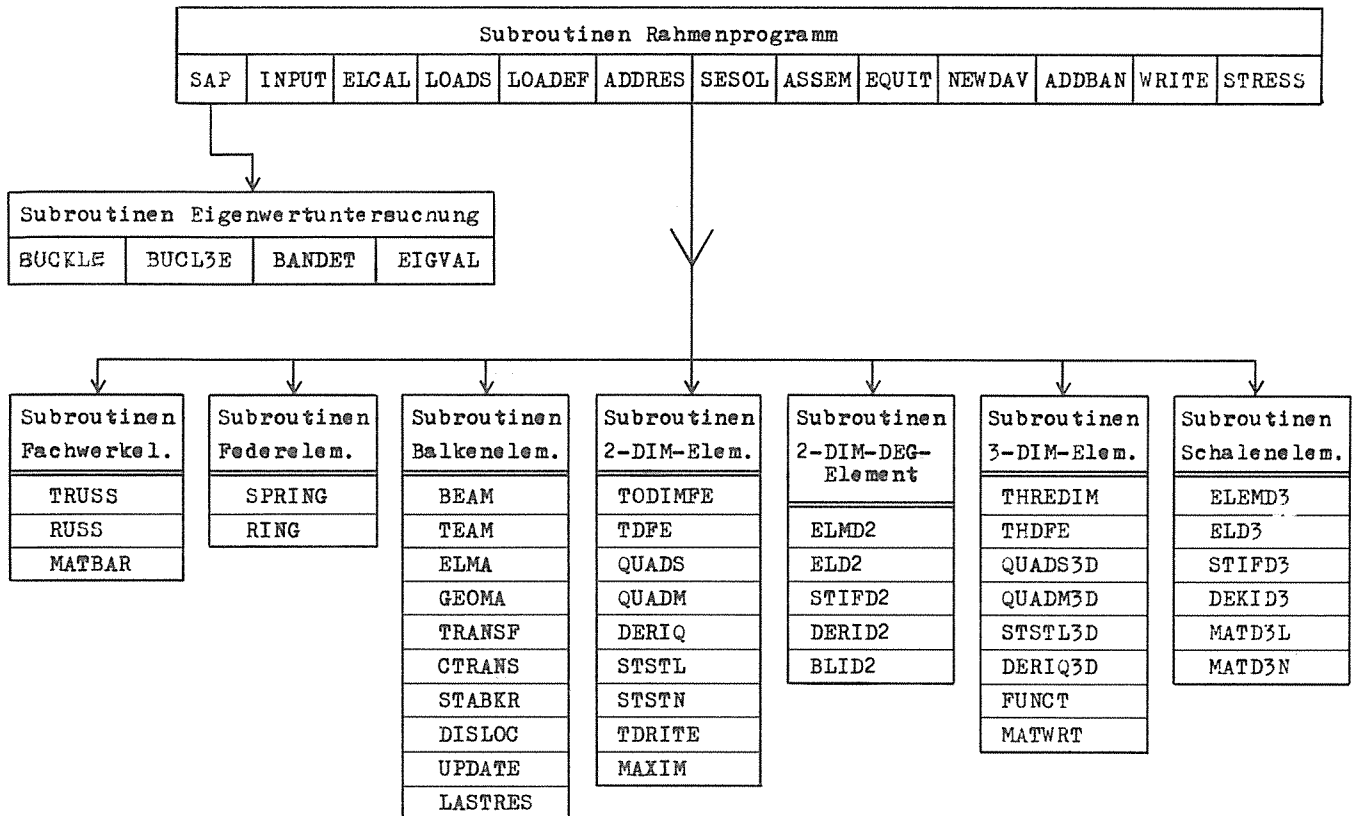 Subroutinen Rahmenprogramm
SAP INPUT ELCAL LOADS LOADEF ADDRES SESOL ASSEM EQUIT NEWDAV ADDBAN WRITE STRESS
Subroutinen Eigenwertuntersuchung
BUCKLE BUCL3E BANDET EIGVAL
Subroutinen
Fachwerkel.
TRUSS
RUSS
MATBAR
Subroutinen
Federelem.
SPRING
RING
Subroutinen
Balkenelem.
BEAM
TEAM
ELMA
GEOMA
TRANSF
CTRANS
STABKR
DISLOC
UPDATE
LASTRES
Subroutinen
2-DIM-Elem.
TODIMFE
TDFE
QUADS
QUADM
DERIQ
STSTL
STSTN
TDRITE
MAXIM
Subroutinen
2-DIM-DEG-
Element
ELMD2
ELD2
STIFD2
DERID2
BLID2
Subroutinen
3-DIM-Elem.
THREDIM
THDFE
QUADS3D
QUADM3D
STSTL3D
DERIQ3D
FUNCT
MATWRT
Subroutinen
Schalenelem.
ELEMD3
ELD3
STIFD3
DEKID3
MATD3L
MATD3N